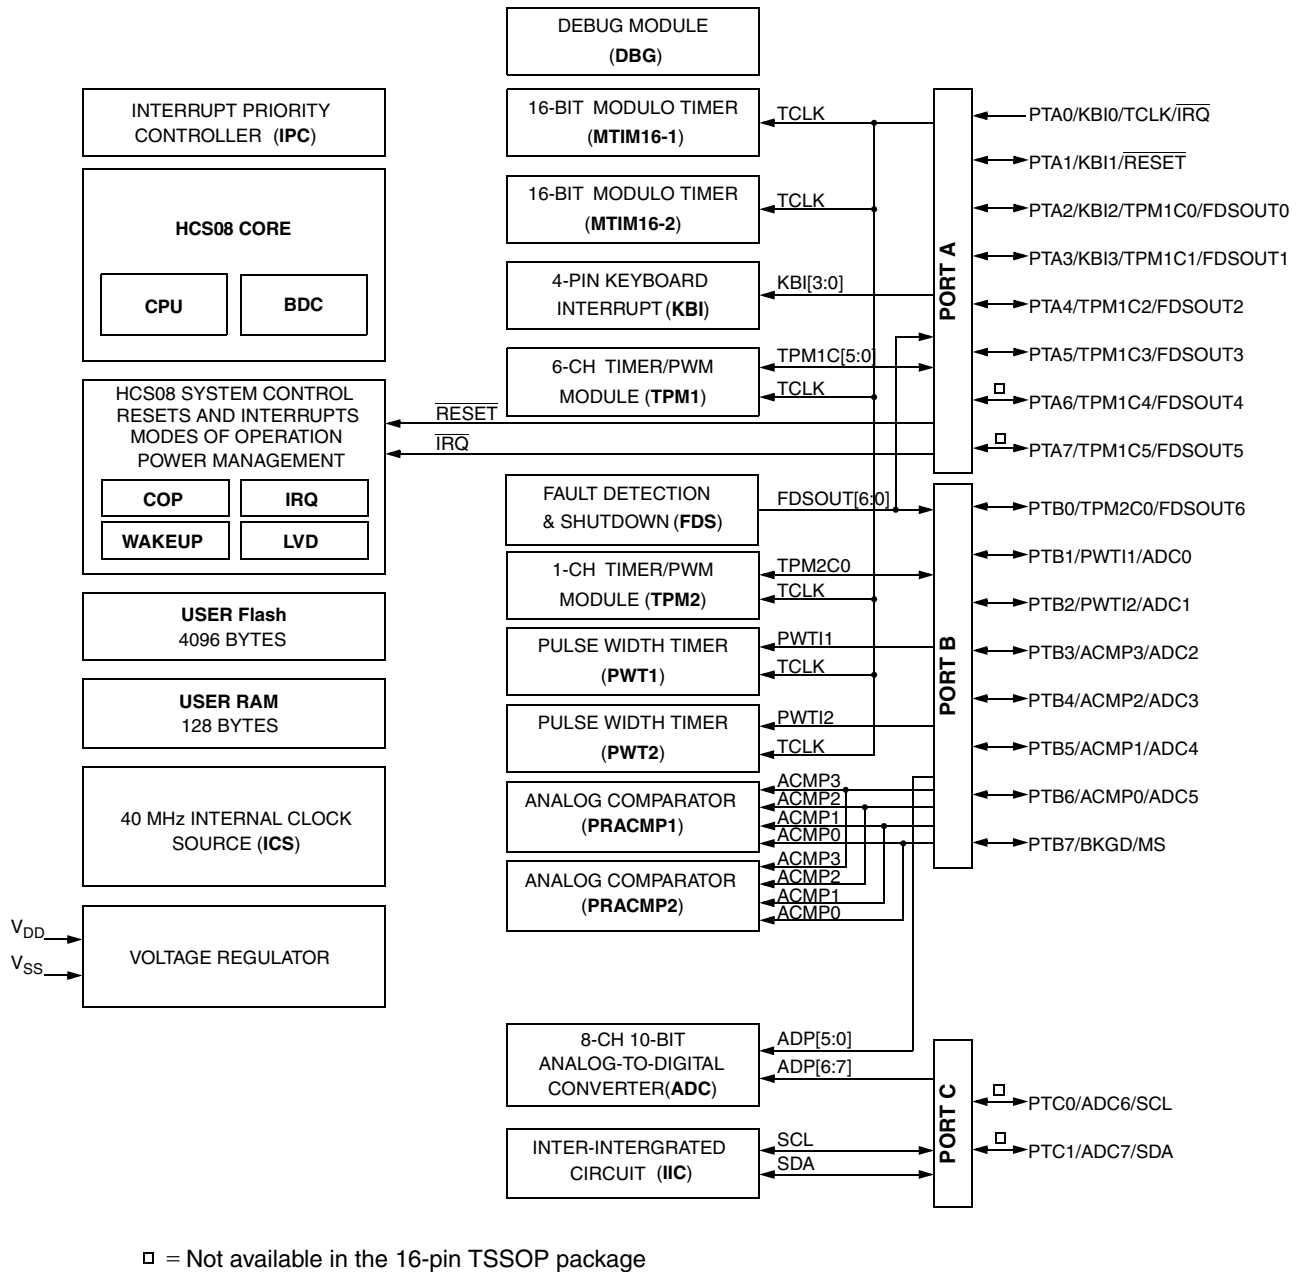 DEBUG MODULE
(DBG)
INTERRUPT PRIORITY
CONTROLLER (IPC)
HCS08 CORE
CPU
BDC
HCS08 SYSTEM CONTROL
RESETS AND INTERRUPTS
MODES OF OPERATION
POWER MANAGEMENT
COP
IRQ
WAKEUP
LVD
USER Flash
4096 BYTES
USER RAM
128 BYTES
40 MHz INTERNAL CLOCK
SOURCE (ICS)
VDD
VSS
VOLTAGE REGULATOR
16-BIT MODULO TIMER
(MTIM16-1)
TCLK
16-BIT MODULO TIMER
(MTIM16-2)
TCLK
4-PIN KEYBOARD
INTERRUPT (KBI)
KBI[3:0]
6-CH TIMER/PWM
MODULE (TPM1)
TPM1C[5:0]
TCLK
RESET
IRQ
FAULT DETECTION
& SHUTDOWN (FDS)
FDSOUT[6:0]
1-CH TIMER/PWM
MODULE (TPM2)
TPM2C0
TCLK
PULSE WIDTH TIMER
(PWT1)
PWTI1
TCLK
PULSE WIDTH TIMER
(PWT2)
PWTI2
TCLK
ANALOG COMPARATOR
(PRACMP1)
ACMP3
ACMP2
ACMP1
ACMP0
ANALOG COMPARATOR
(PRACMP2)
ACMP3
ACMP2
ACMP1
ACMP0
8-CH 10-BIT
ANALOG-TO-DIGITAL
CONVERTER(ADC)
ADP[5:0]
ADP[6:7]
INTER-INTERGRATED
CIRCUIT (IIC)
SCL
SDA
PORT A
PTA0/KBI0/TCLK/IRQ
PTA1/KBI1/RESET
PTA2/KBI2/TPM1C0/FDSOUT0
PTA3/KBI3/TPM1C1/FDSOUT1
PTA4/TPM1C2/FDSOUT2
PTA5/TPM1C3/FDSOUT3
PTA6/TPM1C4/FDSOUT4
PTA7/TPM1C5/FDSOUT5
PORT B
PTB0/TPM2C0/FDSOUT6
PTB1/PWTI1/ADC0
PTB2/PWTI2/ADC1
PTB3/ACMP3/ADC2
PTB4/ACMP2/ADC3
PTB5/ACMP1/ADC4
PTB6/ACMP0/ADC5
PTB7/BKGD/MS
PORT C
PTC0/ADC6/SCL
PTC1/ADC7/SDA
= Not available in the 16-pin TSSOP package